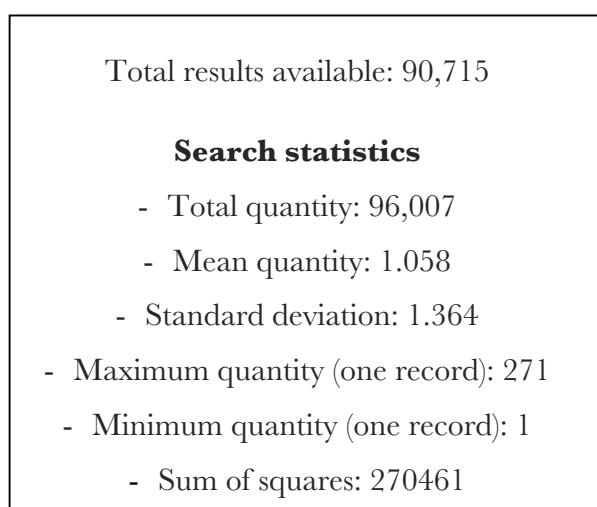 Total results available: 90,715
Search statistics
- Total quantity: 96,007
- Mean quantity: 1.058
- Standard deviation: 1.364
- Maximum quantity (one record): 271
- Minimum quantity (one record): 1
- Sum of squares: 270461